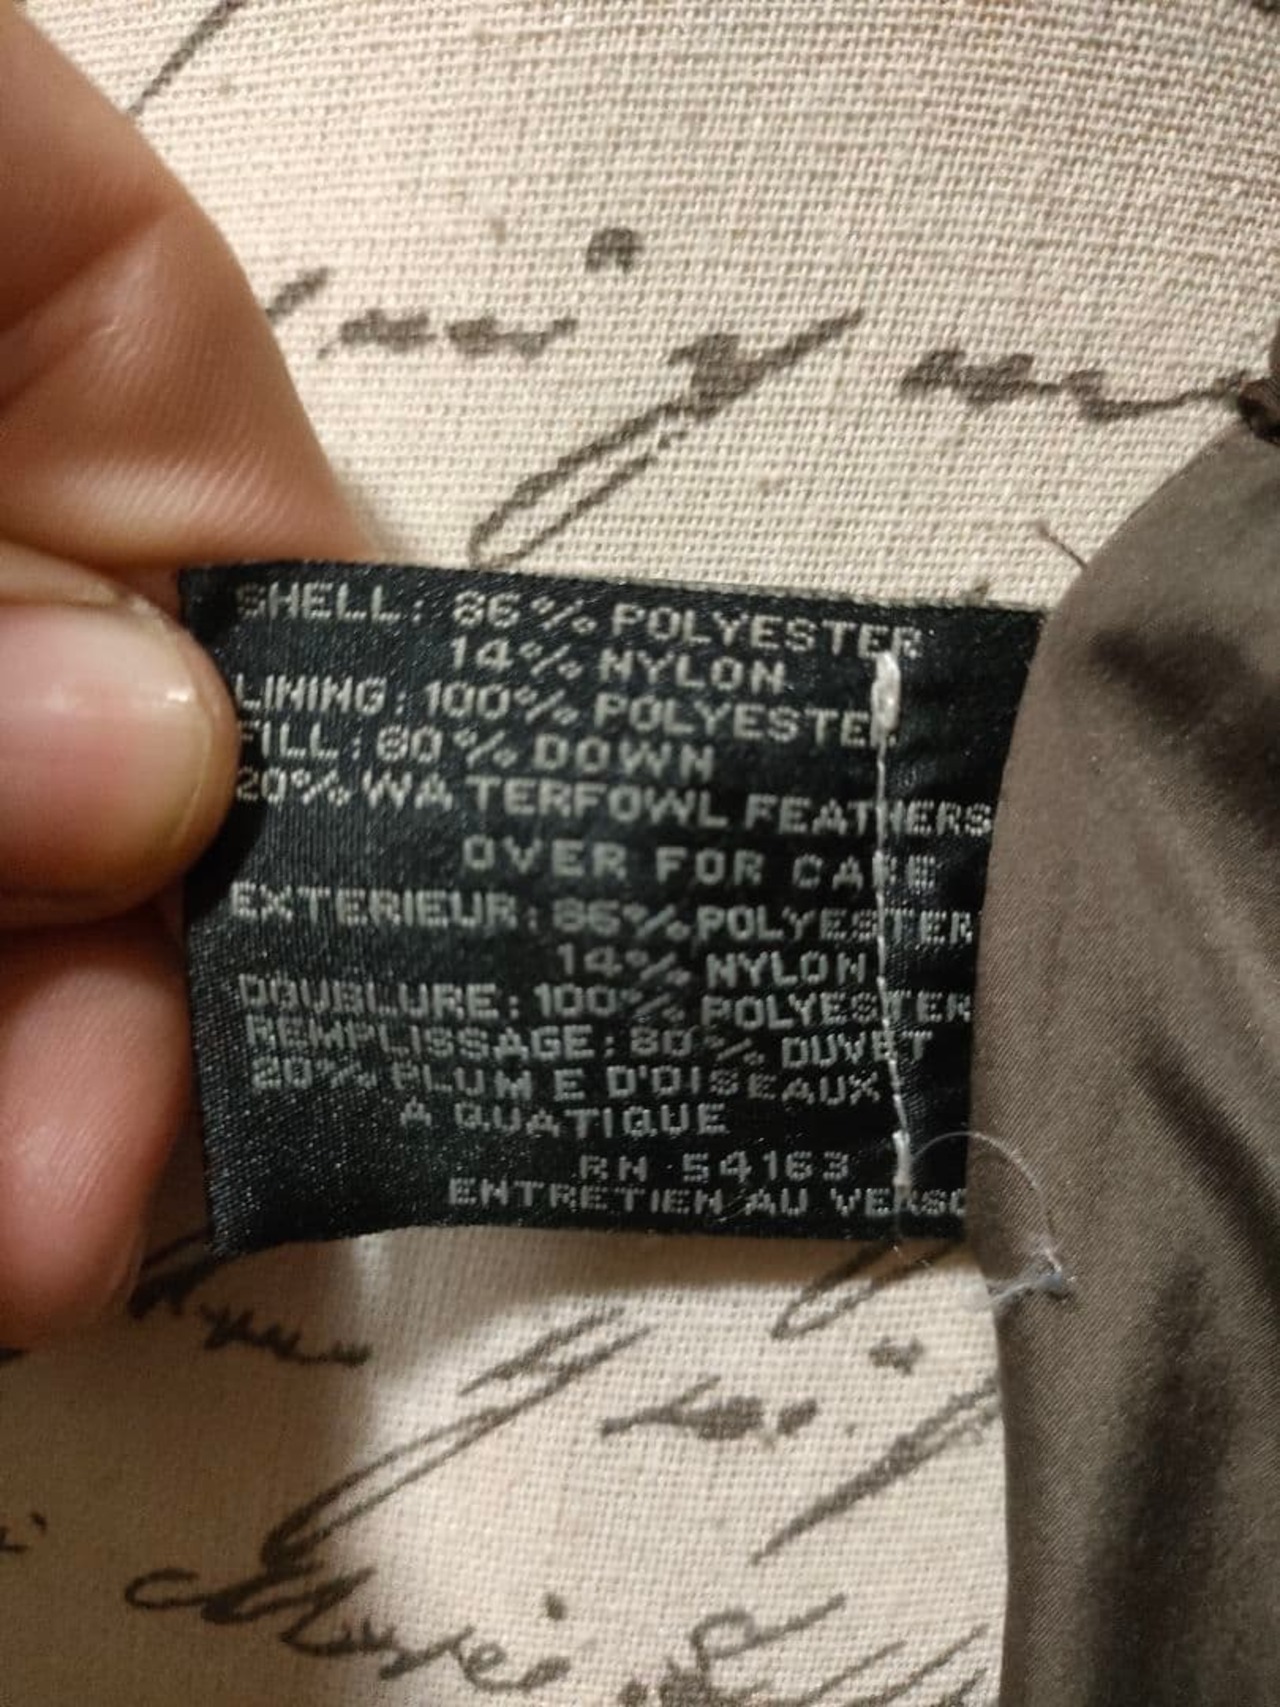 SHELL: 86% POLYESTER
14% NYLON
LINING: 100% POLYESTER
FILL: 80% DOWN
20% WATERFOWL FEATHERS
OVER FOR CARE
EXTERIEUR: 86% POLYESTER
14% NYLON
DOUBLURE: 100% POLYESTER
REMPLISSAGE: 80% DUVET
20% PLUM E D'OISEAUX
A QUATIQUE
RN 54163
ENTRETIEN AU VERSO